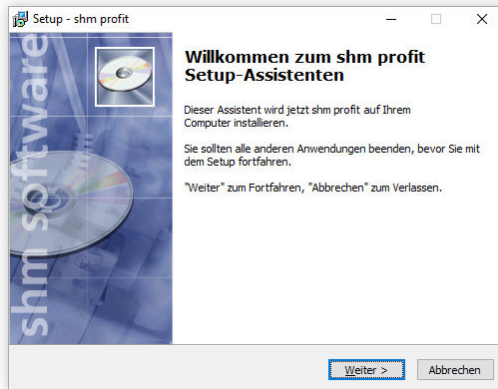 Setup - shm profit
shm software
Willkommen zum shm profit
Setup-Assistenten
Dieser Assistent wird jetzt shm profit auf Ihrem
Computer installieren.
Sie sollten alle anderen Anwendungen beenden, bevor Sie mit
dem Setup fortfahren.
"Weiter" zum Fortfahren, "Abbrechen" zum Verlassen.
Weiter >
Abbrechen